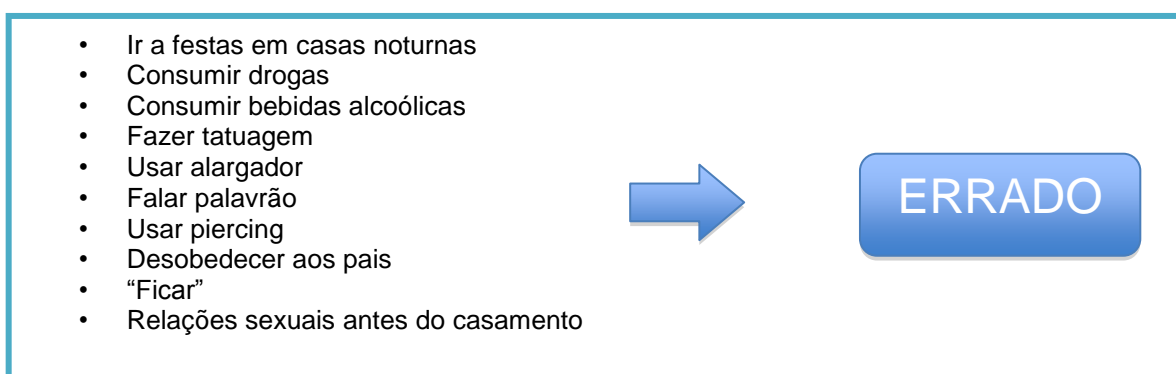 • Ir a festas em casas noturnas
• Consumir drogas
• Consumir bebidas alcoólicas
• Fazer tatuagem
• Usar alargador
• Falar palavrão
• Usar piercing
• Desobedecer aos pais
• “Ficar”
• Relações sexuais antes do casamento
ERRADO